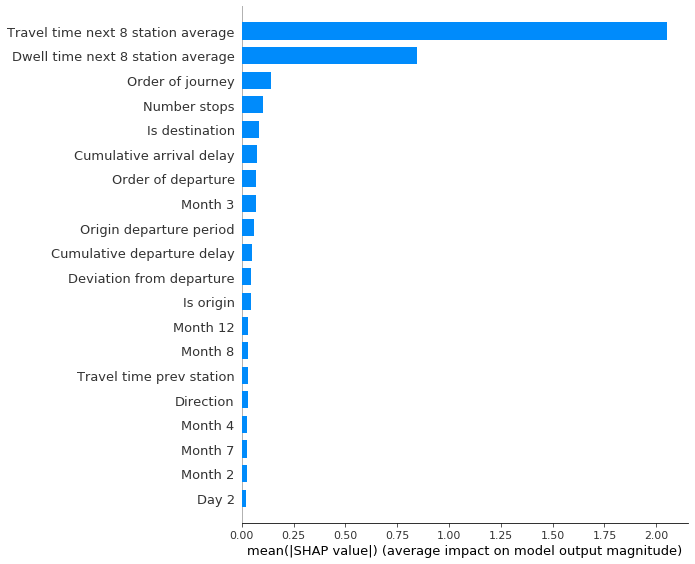 Travel time next 8 station average
Dwell time next 8 station average
Order of journey
Number stops
Is destination
Cumulative arrival delay
Order of departure
Month 3
Origin departure period
Cumulative departure delay
Deviation from departure
Is origin
Month 12
Month 8
Travel time prev station
Direction
Month 4
Month 7
Month 2
Day 2
0.00 0.25 0.50 0.75 1.00 1.25 1.50 1.75 2.00
mean(|SHAP value|) (average impact on model output magnitude)